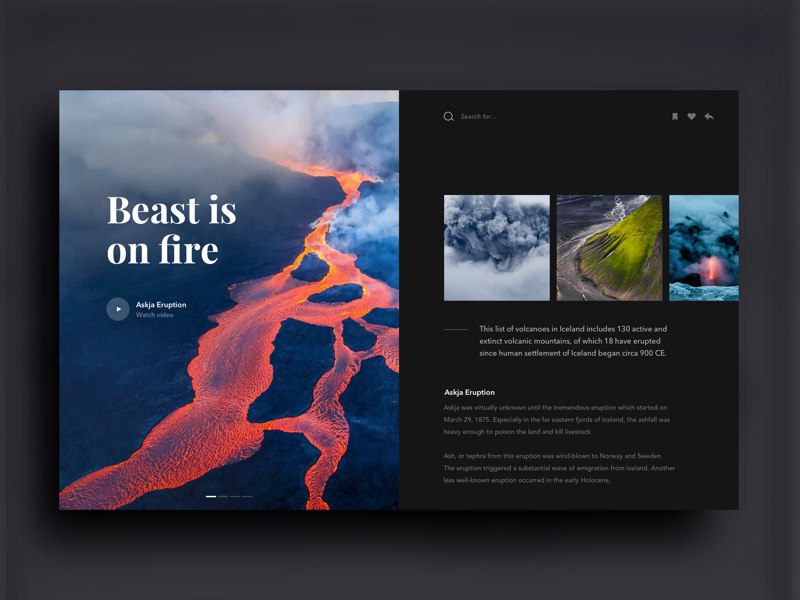 Beast is
on fire
Askja Eruption
Watch video
Search for...
This list of volcanoes in Iceland includes 130 active and
extinct volcanic mountains, of which 18 have erupted
since human settlement of Iceland began circa 900 CE.
Askja Eruption
Askja was virtually unknown until the tremendous eruption which started on
March 29, 1875. Especially in the far eastern fjords of Iceland, the ashfall was
heavy enough to poison the land and kill livestock.
Ash, or tephra from this eruption was wind-blown to Norway and Sweden.
The eruption triggered a substantial wave of emigration from Iceland. Another
less well-known eruption occurred in the early Holocene,